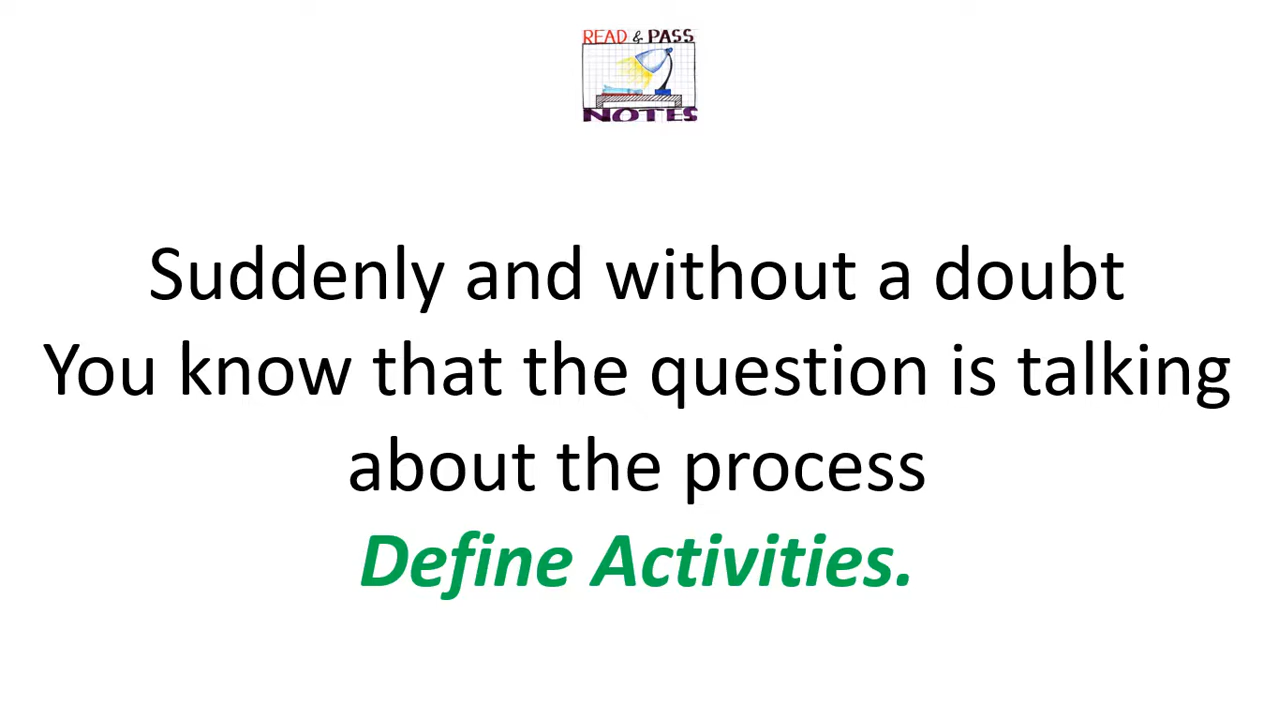 READ & PASS
NOTES
Suddenly and without a doubt
You know that the question is talking
about the process
Define Activities.